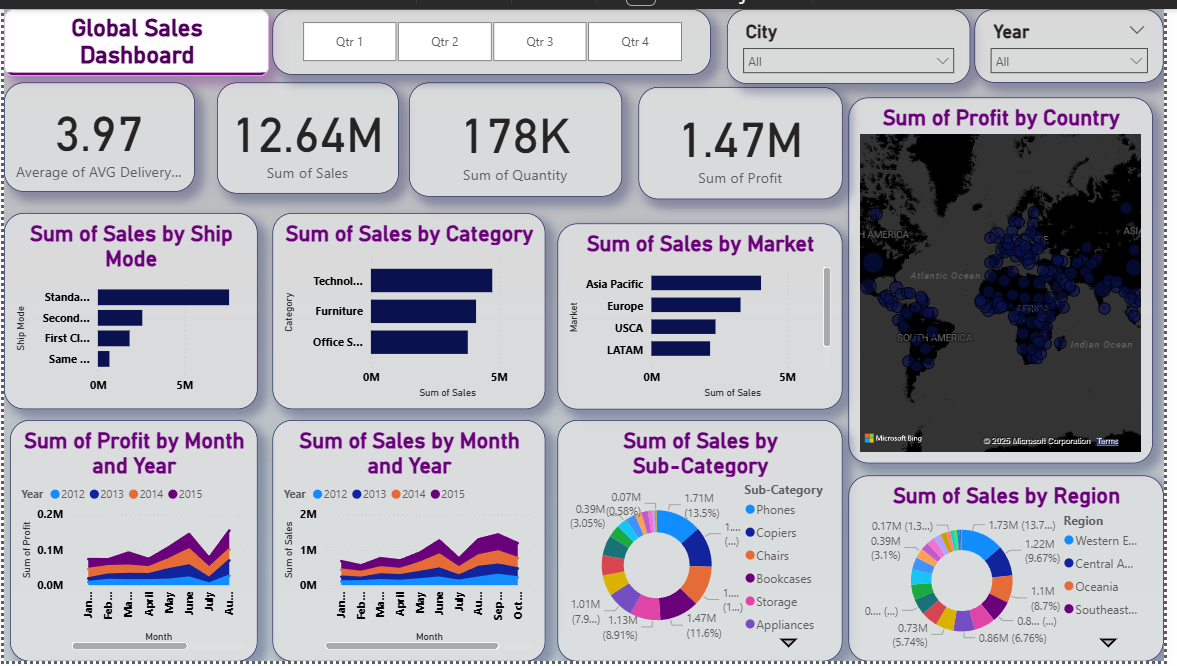 Global Sales
Dashboard
Qtr 1
Qtr 2
Qtr 3
Qtr 4
City
All
Year
All
3.97
Average of AVG Delivery...
12.64M
Sum of Sales
178K
Sum of Quantity
1.47M
Sum of Profit
Sum of Profit by Country
H AMERICA
ASI
Atlantic Ocean
AFRIC
SOUTH AMERICA
Indian Ocean
Microsoft Bing
© 2025 Microsoft Corporation
Terms
Sum of Sales by Ship
Mode
Ship Mode
Standa...
Second...
First Cl...
Same ...
0M
5M
Sum of Sales by Category
Category
Technol...
Furniture
Office S...
0M
5M
Sum of Sales
Sum of Sales by Market
Market
Asia Pacific
Europe
USCA
LATAM
0M
5M
Sum of Sales
Sum of Profit by Month
and Year
Year
2012
2013
2014
2015
Sum of Profit
0.2M
0.1M
0.0M
Jan...
Feb...
Ma...
April
May
June
July
Au...
Month
Sum of Sales by Month
and Year
Year
2012
2013
2014
2015
Sum of Sales
2M
1M
0M
Jan...
Feb...
Ma...
April
May
June
July
Au...
Sep...
Oct...
Month
Sum of Sales by
Sub-Category
0.07M
(0.58%)
0.39M
(3.05%)
1.71M
(13.5%)
1....
(...)
1....
(1...)
1.47M
(11.6%)
1.13M
(8.91%)
1.01M
(7.9...)
Sub-Category
Phones
Copiers
Chairs
Bookcases
Storage
Appliances
Sum of Sales by Region
0.17M (1.3...)
0.39M
(3.1%)
1.73M (13.7...)
1.22M
(9.67%)
1.1M
(8.7%)
0.8... (...)
0.86M (6.76%)
0.73M
(5.74%)
0.... (...)
Region
Western E...
Central A...
Oceania
Southeast...